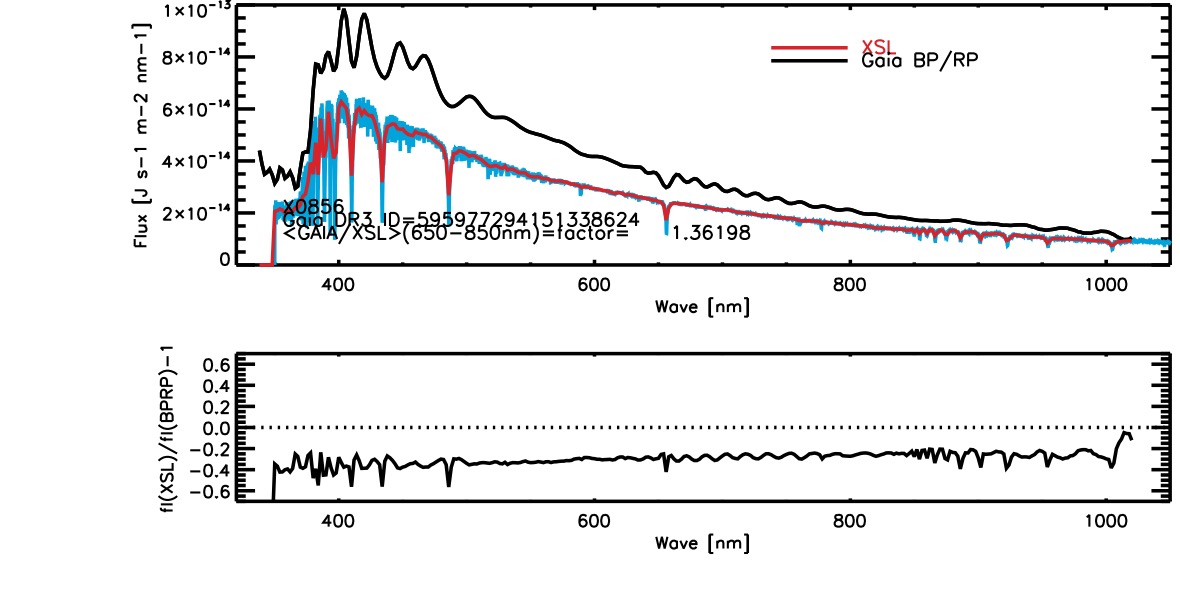 1×10⁻¹³
8×10⁻¹⁴
6×10⁻¹⁴
4×10⁻¹⁴
2×10⁻¹⁴
0
Flux [J s-1 m-2 nm-1]
XSL
Gaia BP/RP
X0856
Gaia DR3 ID=5959777294151338624
<GAIA/XSL>(650-850nm)=factor= 1.36198
400 600 800 1000
Wave [nm]
fl(XSL)/fl(BPRP)-1
0.6
0.4
0.2
0.0
-0.2
-0.4
-0.6
400 600 800 1000
Wave [nm]